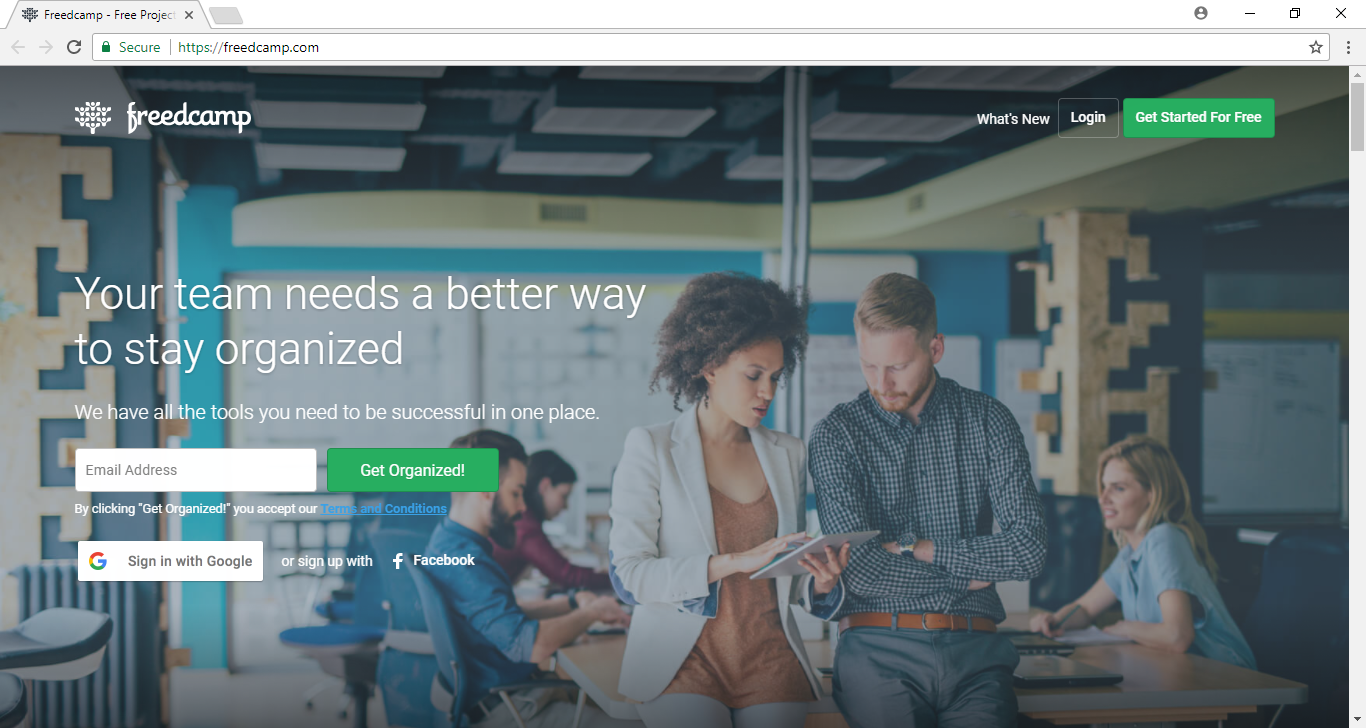 Freedcamp - Free Project
Secure
https://freedcamp.com
freedcamp
What's New
Login
Get Started For Free
Your team needs a better way
to stay organized
We have all the tools you need to be successful in one place.
Email Address
Get Organized!
By clicking "Get Organized!" you accept our Terms and Conditions
Sign in with Google
or sign up with
Facebook